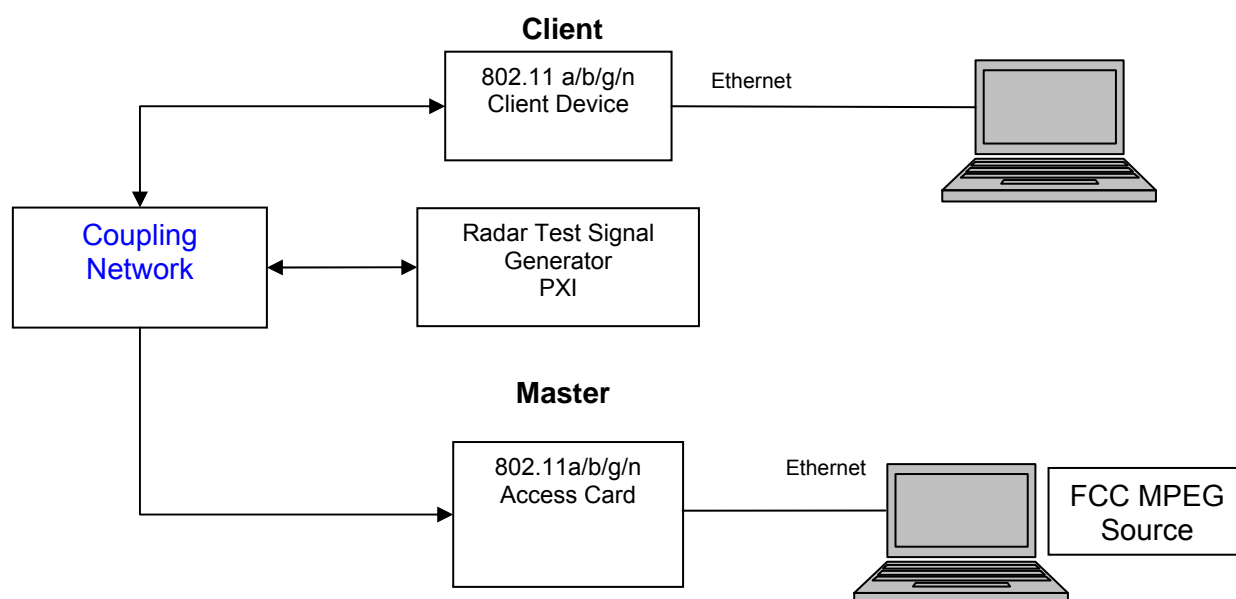 Client
802.11 a/b/g/n
Client Device
Ethernet
Coupling
Network
Radar Test Signal
Generator
PXI
Master
802.11a/b/g/n
Access Card
Ethernet
FCC MPEG
Source